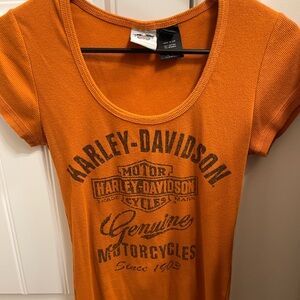 HARLEY-DAVIDSON
MOTOR
HARLEY-DAVIDSON
CYCLES
Genuine
MOTORCYCLES
Since 1903